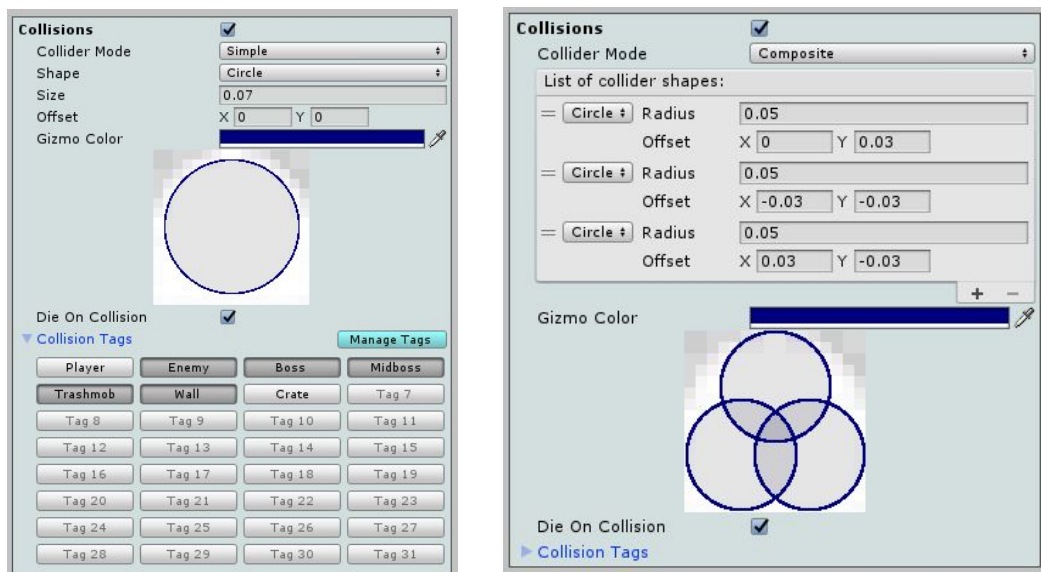 Collisions
Collider Mode Simple
Shape Circle
Size 0.07
Offset X 0 Y 0
Gizmo Color
Die On Collision
Collision Tags Manage Tags
Player Enemy Boss Midboss
Trashmob Wall Crate Tag 7
Tag 8 Tag 9 Tag 10 Tag 11
Tag 12 Tag 13 Tag 14 Tag 15
Tag 16 Tag 17 Tag 18 Tag 19
Tag 20 Tag 21 Tag 22 Tag 23
Tag 24 Tag 25 Tag 26 Tag 27
Tag 28 Tag 29 Tag 30 Tag 31
Collisions
Collider Mode Composite
List of collider shapes:
Circle Radius 0.05
Offset X 0 Y 0.03
Circle Radius 0.05
Offset X -0.03 Y -0.03
Circle Radius 0.05
Offset X 0.03 Y -0.03
+ −
Gizmo Color
Die On Collision
Collision Tags